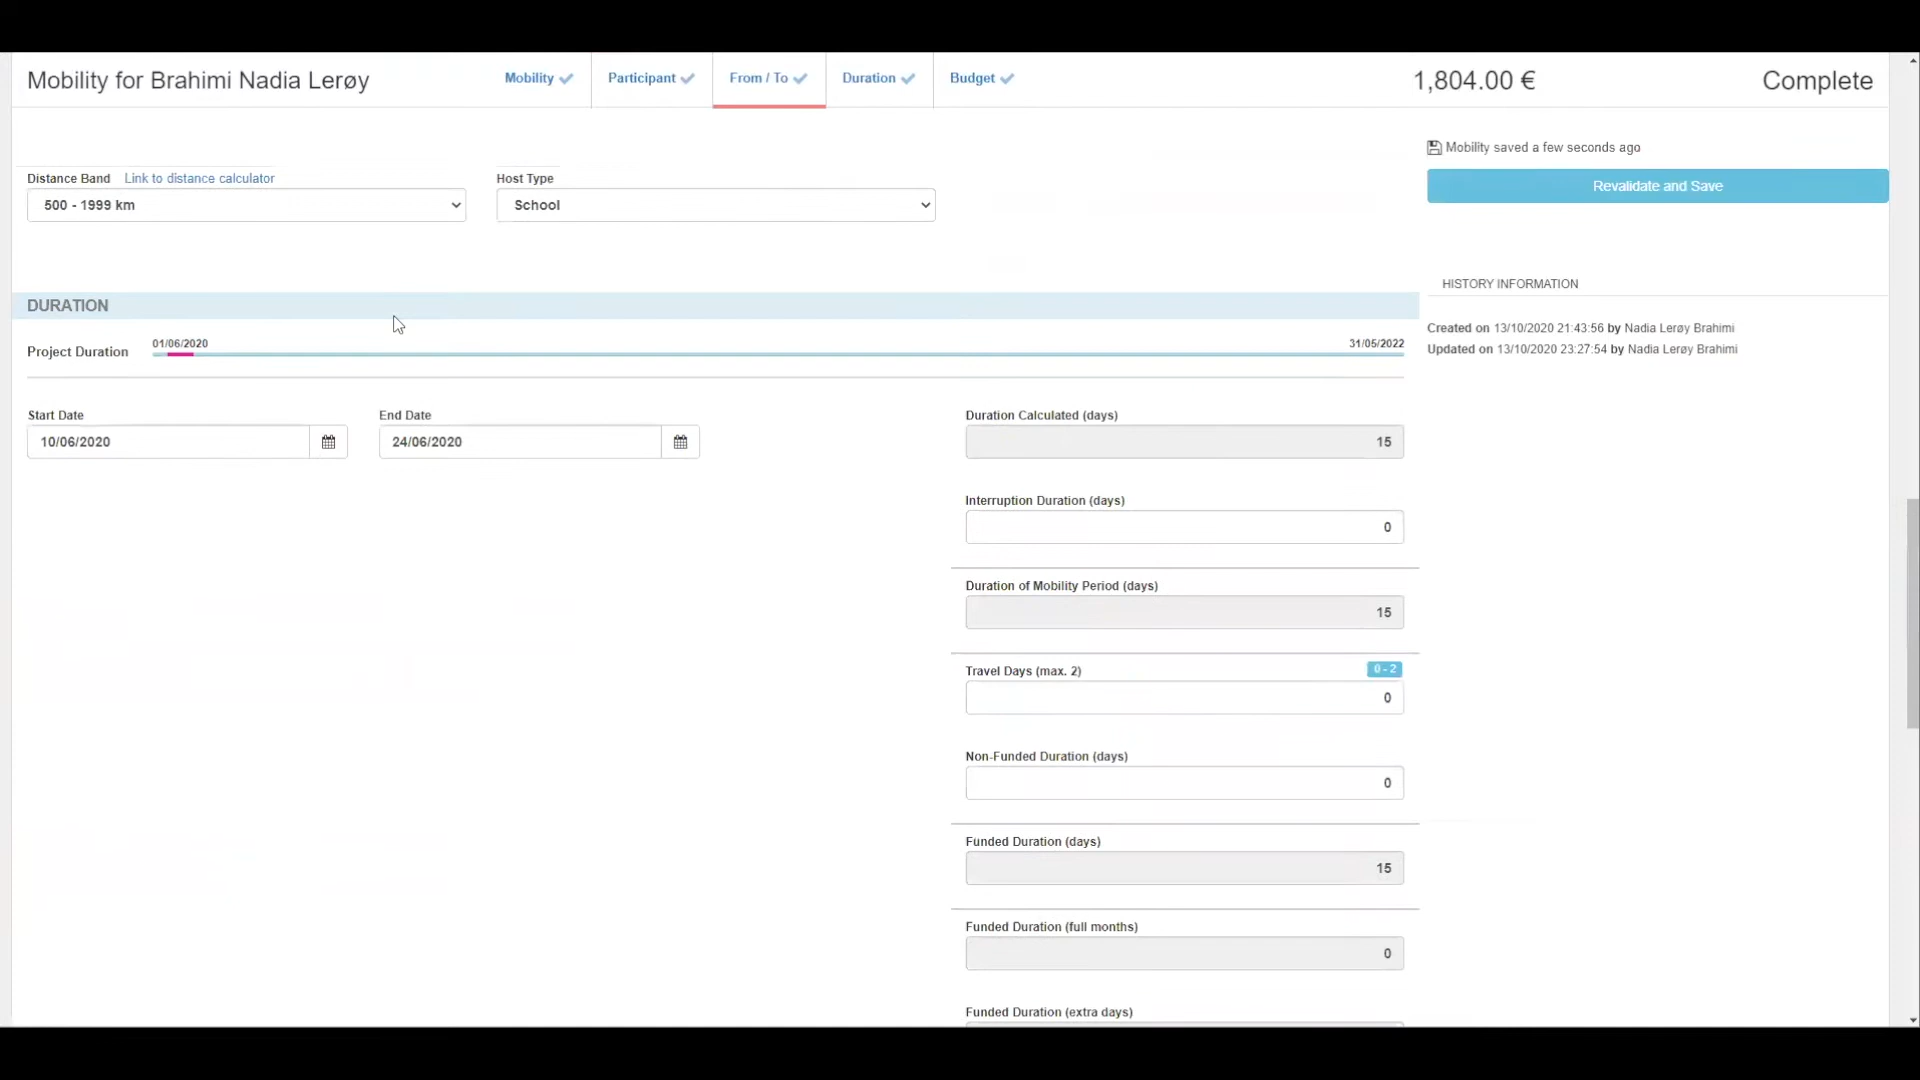 Mobility for Brahimi Nadia Lerøy
Mobility
Participant
From / To
Duration
Budget
1,804.00 €
Complete
Mobility saved a few seconds ago
Revalidate and Save
Distance Band Link to distance calculator
500 - 1999 km
Host Type
School
HISTORY INFORMATION
Created on 13/10/2020 21:43:56 by Nadia Lerøy Brahimi
Updated on 13/10/2020 23:27:54 by Nadia Lerøy Brahimi
DURATION
Project Duration
01/06/2020
31/05/2022
Start Date
10/06/2020
End Date
24/06/2020
Duration Calculated (days)
15
Interruption Duration (days)
0
Duration of Mobility Period (days)
15
Travel Days (max. 2)
0 - 2
0
Non-Funded Duration (days)
0
Funded Duration (days)
15
Funded Duration (full months)
0
Funded Duration (extra days)